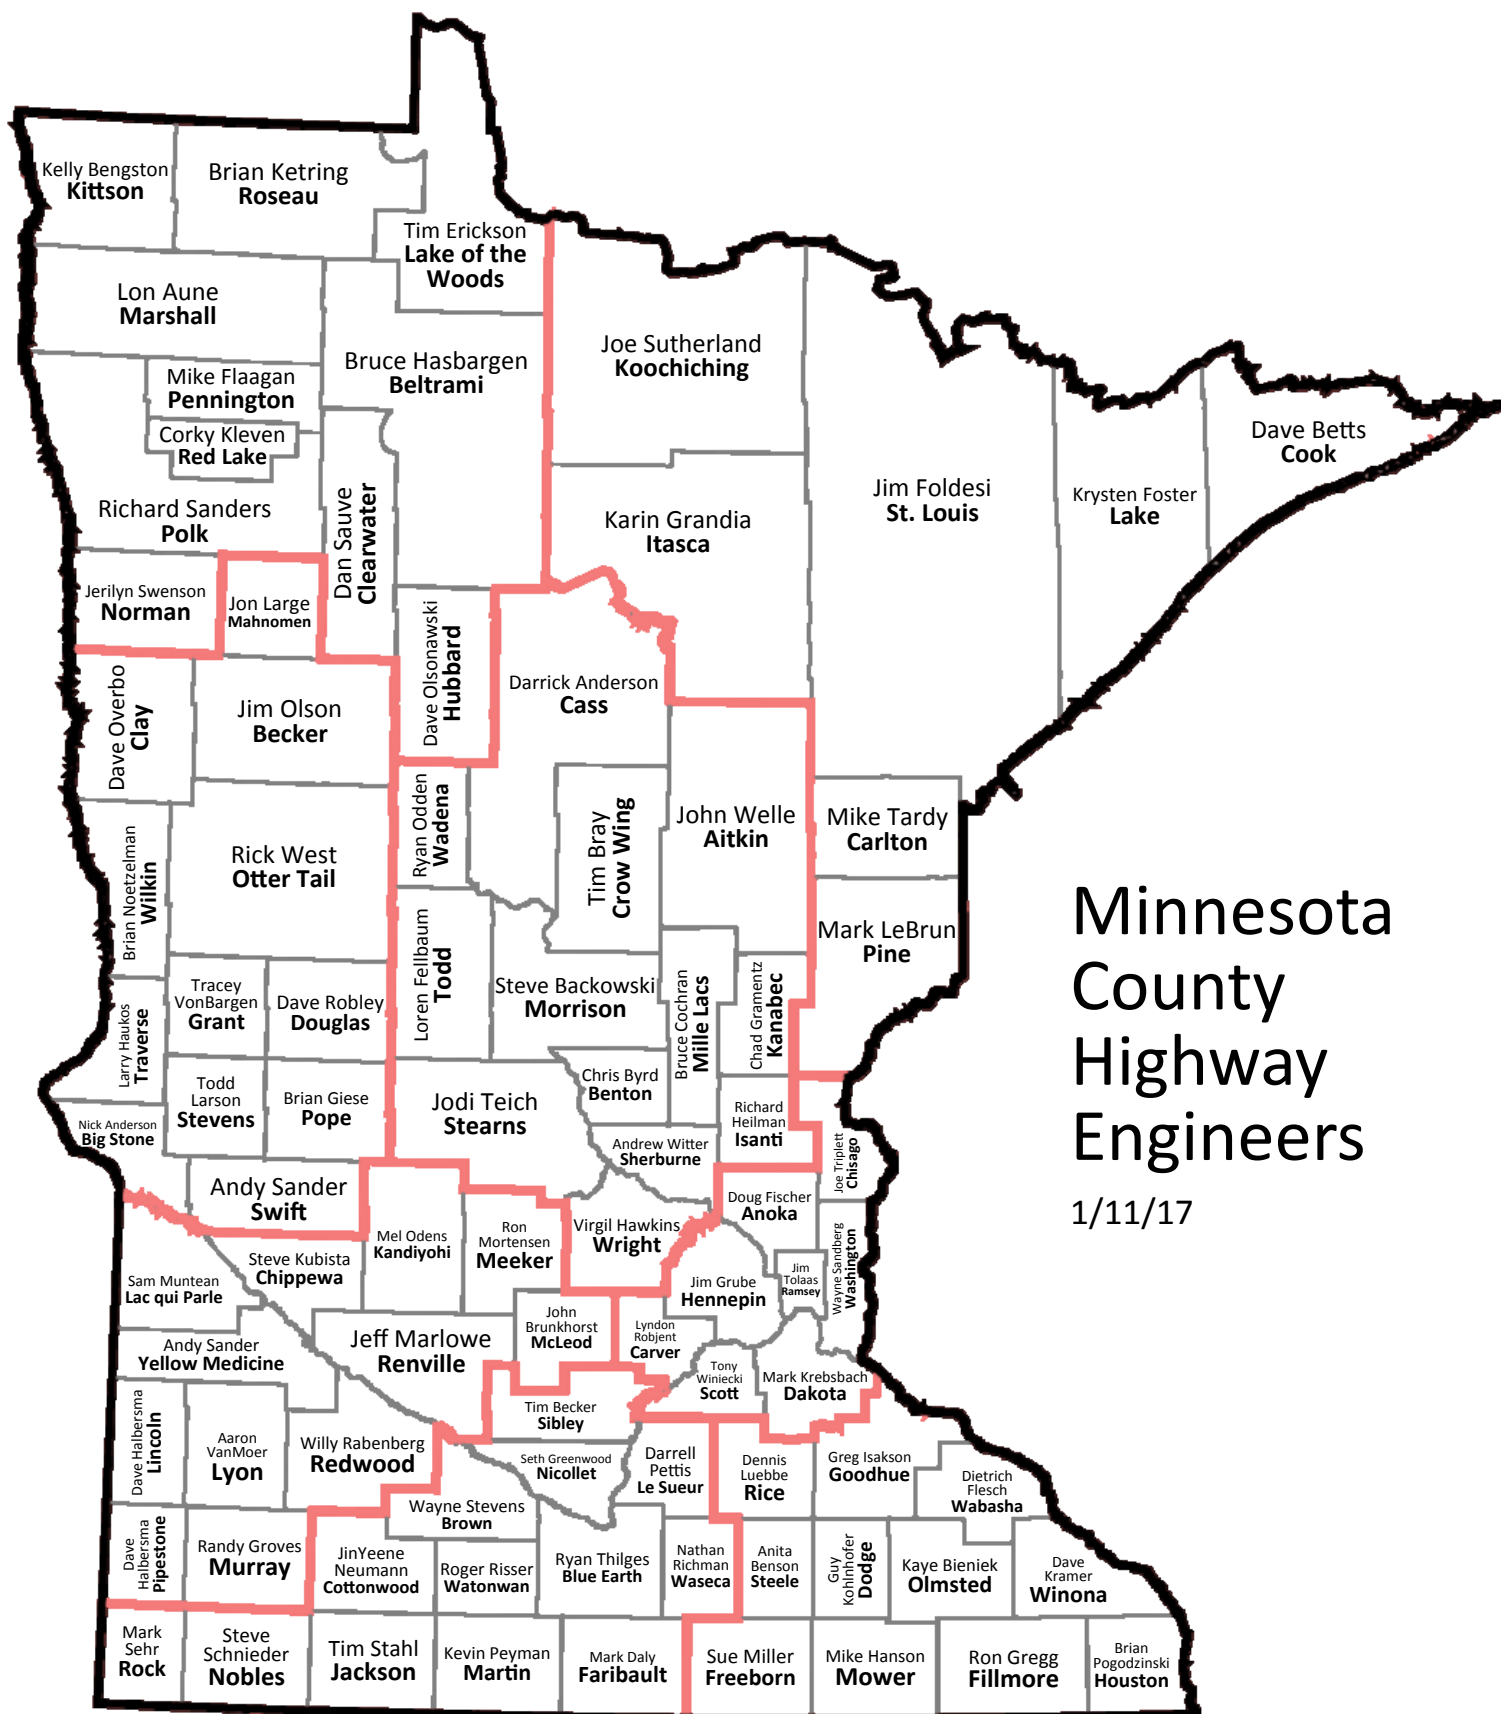 Kelly Bengston
Kittson
Brian Ketring
Roseau
Tim Erickson
Lake of the
Woods
Lon Aune
Marshall
Bruce Hasbargen
Beltrami
Joe Sutherland
Koochiching
Mike Flaagan
Pennington
Corky Kleven
Red Lake
Richard Sanders
Polk
Dan Sauve
Clearwater
Karin Grandia
Itasca
Jim Foldesi
St. Louis
Krysten Foster
Lake
Dave Betts
Cook
Jerilyn Swenson
Norman
Jon Large
Mahnomen
Dave Olsonawski
Hubbard
Darrick Anderson
Cass
Dave Overbo
Clay
Jim Olson
Becker
Ryan Odden
Wadena
Tim Bray
Crow Wing
John Welle
Aitkin
Mike Tardy
Carlton
Brian Noetzelman
Wilkin
Rick West
Otter Tail
Loren Fellbaum
Todd
Steve Backowski
Morrison
Bruce Cochran
Mille Lacs
Chad Gramentz
Kanabec
Mark LeBrun
Pine
Minnesota
County
Highway
Engineers
1/11/17
Larry Haukos
Traverse
Tracey
VonBargen
Grant
Dave Robley
Douglas
Nick Anderson
Big Stone
Todd
Larson
Stevens
Brian Giese
Pope
Jodi Teich
Stearns
Chris Byrd
Benton
Andrew Witter
Sherburne
Richard
Heilman
Isanti
Joe Triplett
Chisago
Andy Sander
Swift
Doug Fischer
Anoka
Wayne Sandberg
Washington
Mel Odens
Kandiyohi
Ron
Mortensen
Meeker
Virgil Hawkins
Wright
Steve Kubista
Chippewa
Sam Muntean
Lac qui Parle
Jim Grube
Hennepin
Jim
Tolaas
Ramsey
Andy Sander
Yellow Medicine
Jeff Marlowe
Renville
John
Brunkhorst
McLeod
Lyndon
Robjent
Carver
Tony
Winiecki
Scott
Mark Krebsbach
Dakota
Tim Becker
Sibley
Dave Halbersma
Lincoln
Aaron
VanMoer
Lyon
Willy Rabenberg
Redwood
Seth Greenwood
Nicollet
Darrell
Pettis
Le Sueur
Dennis
Luebbe
Rice
Greg Isakson
Goodhue
Dietrich
Flesch
Wabasha
Dave
Halbersma
Pipestone
Randy Groves
Murray
Wayne Stevens
Brown
JinYeene
Neumann
Cottonwood
Roger Risser
Watonwan
Ryan Thilges
Blue Earth
Nathan
Richman
Waseca
Anita
Benson
Steele
Guy
Kohlnhofer
Dodge
Kaye Bieniek
Olmsted
Dave
Kramer
Winona
Mark
Sehr
Rock
Steve
Schnieder
Nobles
Tim Stahl
Jackson
Kevin Peyman
Martin
Mark Daly
Faribault
Sue Miller
Freeborn
Mike Hanson
Mower
Ron Gregg
Fillmore
Brian
Pogodzinski
Houston